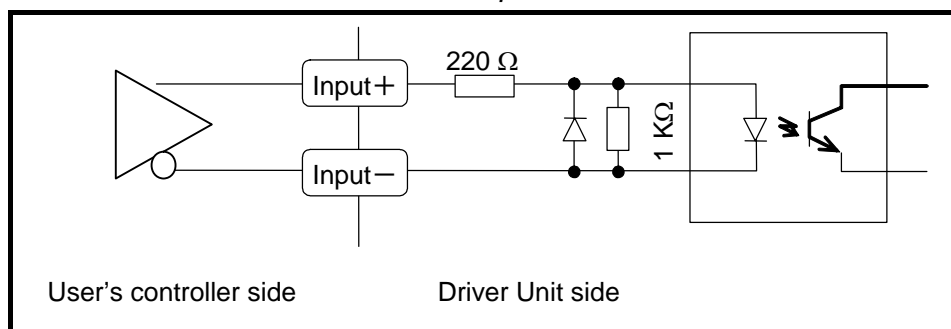 220 Ω
Input+
1 KΩ
Input−
User's controller side
Driver Unit side